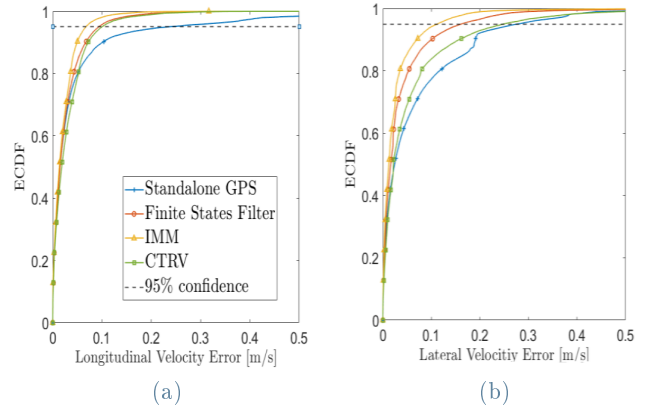 1
0.8
0.6
0.4
0.2
0
ECDF
Standalone GPS
Finite States Filter
IMM
CTRV
95% confidence
0 0.1 0.2 0.3 0.4 0.5
Longitudinal Velocity Error [m/s]
(a)
1
0.8
0.6
0.4
0.2
0
ECDF
0 0.1 0.2 0.3 0.4 0.5
Lateral Velocitiy Error [m/s]
(b)